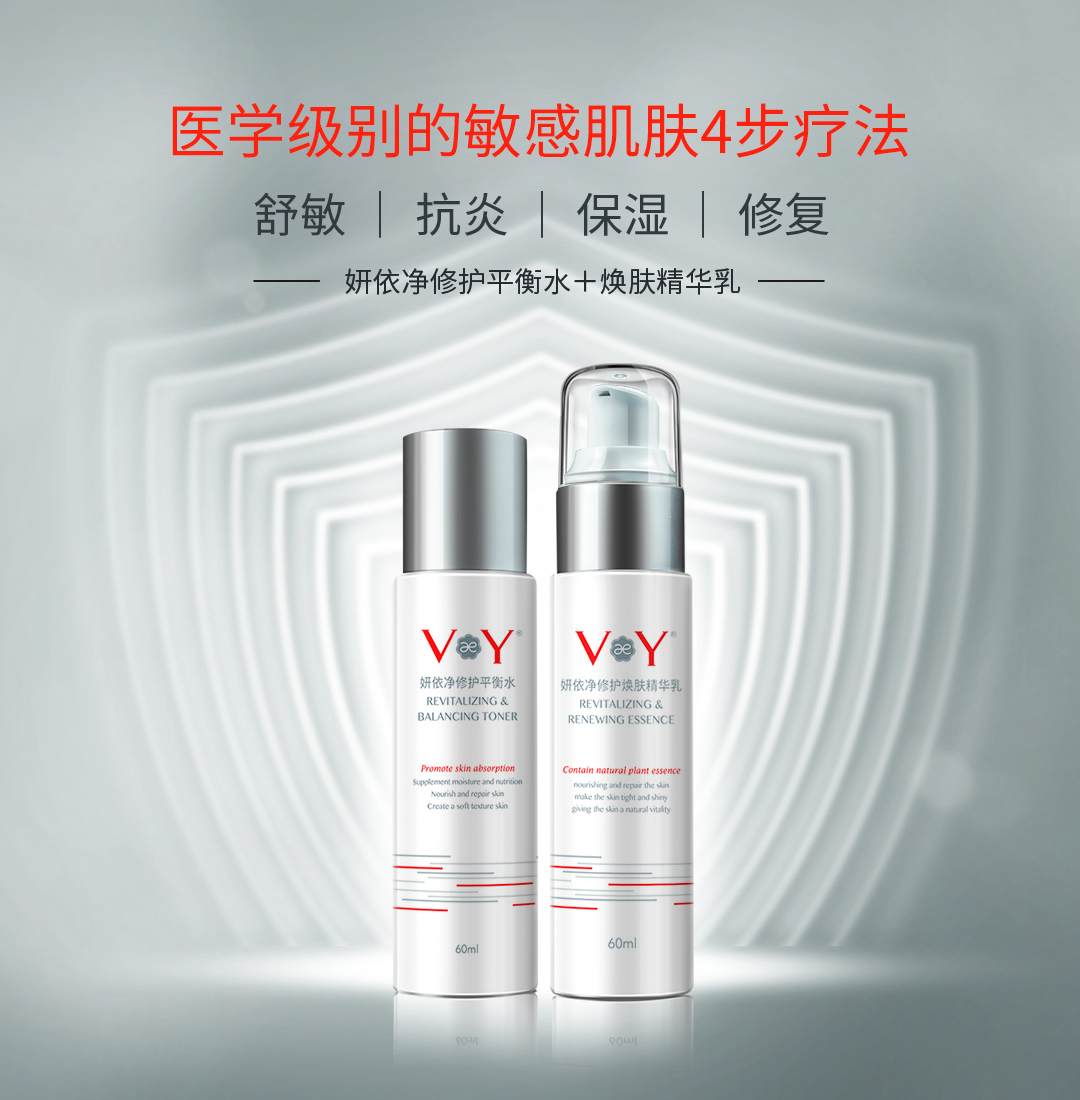 医学级别的敏感肌肤4步疗法
舒敏｜抗炎｜保湿｜修复
妍依净修护平衡水＋焕肤精华乳
VæY®
妍依净修护平衡水
REVITALIZING &
BALANCING TONER
Promote skin absorption
Supplement moisture and nutrition
Nourish and repair skin
Create a soft texture skin
60ml
VæY®
妍依净修护焕肤精华乳
REVITALIZING &
RENEWING ESSENCE
Contain natural plant essence
nourishing and repair the skin
make the skin tight and shiny
giving the skin a natural vitality
60ml